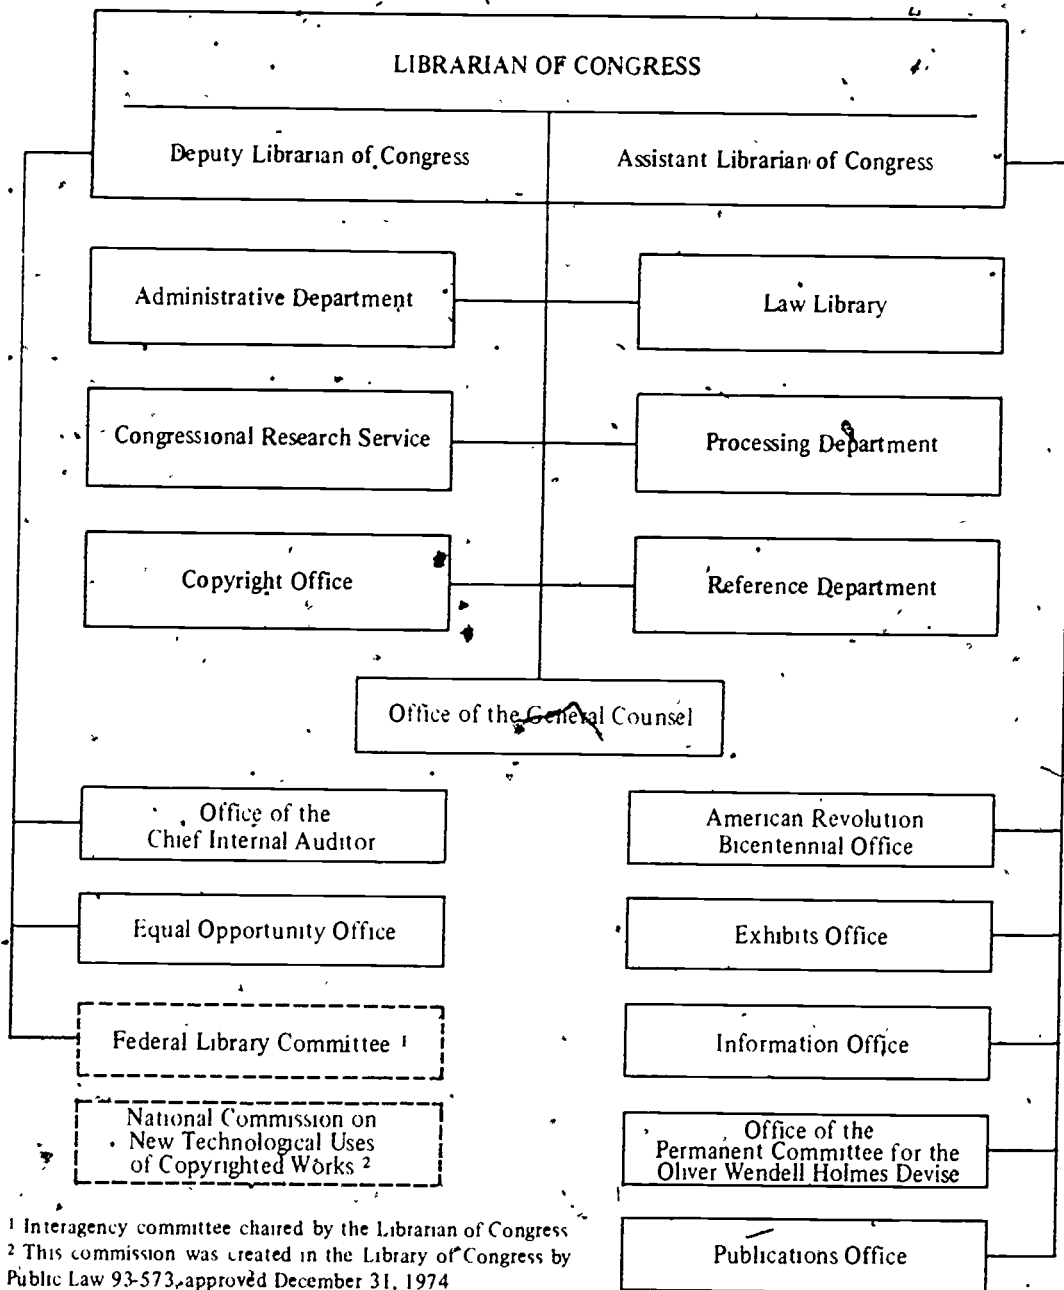 LIBRARIAN OF CONGRESS
Deputy Librarian of Congress
Assistant Librarian of Congress
Administrative Department
Law Library
Congressional Research Service
Processing Department
Copyright Office
Reference Department
Office of the General Counsel
Office of the
Chief Internal Auditor
American Revolution
Bicentennial Office
Equal Opportunity Office
Exhibits Office
Federal Library Committee ¹
Information Office
National Commission on
New Technological Uses
of Copyrighted Works ²
Office of the
Permanent Committee for the
Oliver Wendell Holmes Devise
Publications Office
¹ Interagency committee chaired by the Librarian of Congress
² This commission was created in the Library of Congress by
Public Law 93-573, approved December 31, 1974